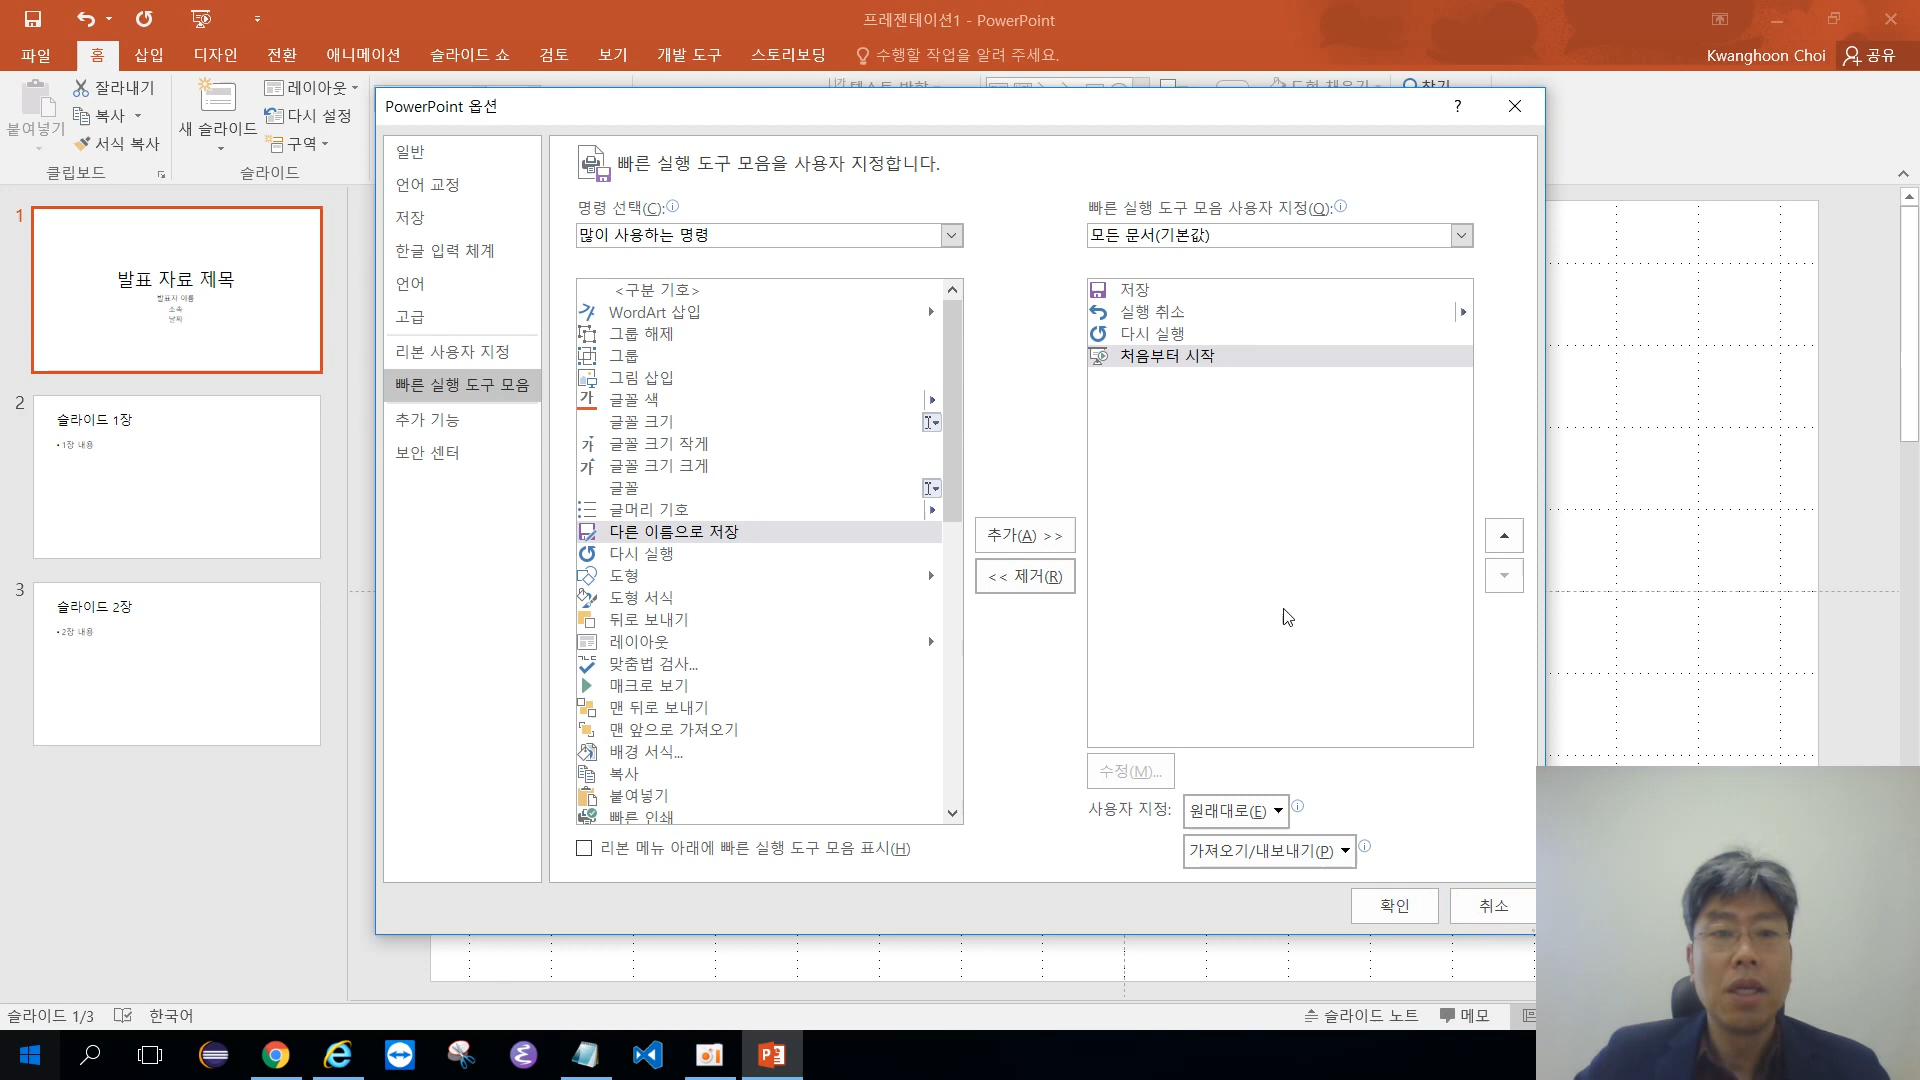 프레젠테이션1 - PowerPoint
파일 홈 삽입 디자인 전환 애니메이션 슬라이드 쇼 검토 보기 개발 도구 스토리보딩 수행할 작업을 알려 주세요. Kwanghoon Choi 공유
붙여넣기
잘라내기
복사
서식 복사
클립보드
새 슬라이드
레이아웃
다시 설정
구역
슬라이드
1
발표 자료 제목
발표자 이름
소속
날짜
2
슬라이드 1장
• 1장 내용
3
슬라이드 2장
• 2장 내용
PowerPoint 옵션
?
일반
언어 교정
저장
한글 입력 체계
언어
고급
리본 사용자 지정
빠른 실행 도구 모음
추가 기능
보안 센터
빠른 실행 도구 모음을 사용자 지정합니다.
명령 선택(C):
많이 사용하는 명령
<구분 기호>
WordArt 삽입
그룹 해제
그룹
그림 삽입
글꼴 색
글꼴 크기
글꼴 크기 작게
글꼴 크기 크게
글꼴
글머리 기호
다른 이름으로 저장
다시 실행
도형
도형 서식
뒤로 보내기
레이아웃
맞춤법 검사...
매크로 보기
맨 뒤로 보내기
맨 앞으로 가져오기
배경 서식...
복사
붙여넣기
빠른 인쇄
리본 메뉴 아래에 빠른 실행 도구 모음 표시(H)
추가(A) >>
<< 제거(R)
빠른 실행 도구 모음 사용자 지정(Q):
모든 문서(기본값)
저장
실행 취소
다시 실행
처음부터 시작
수정(M)...
사용자 지정: 원래대로(E)
가져오기/내보내기(P)
확인 취소
슬라이드 1/3 한국어 슬라이드 노트 메모